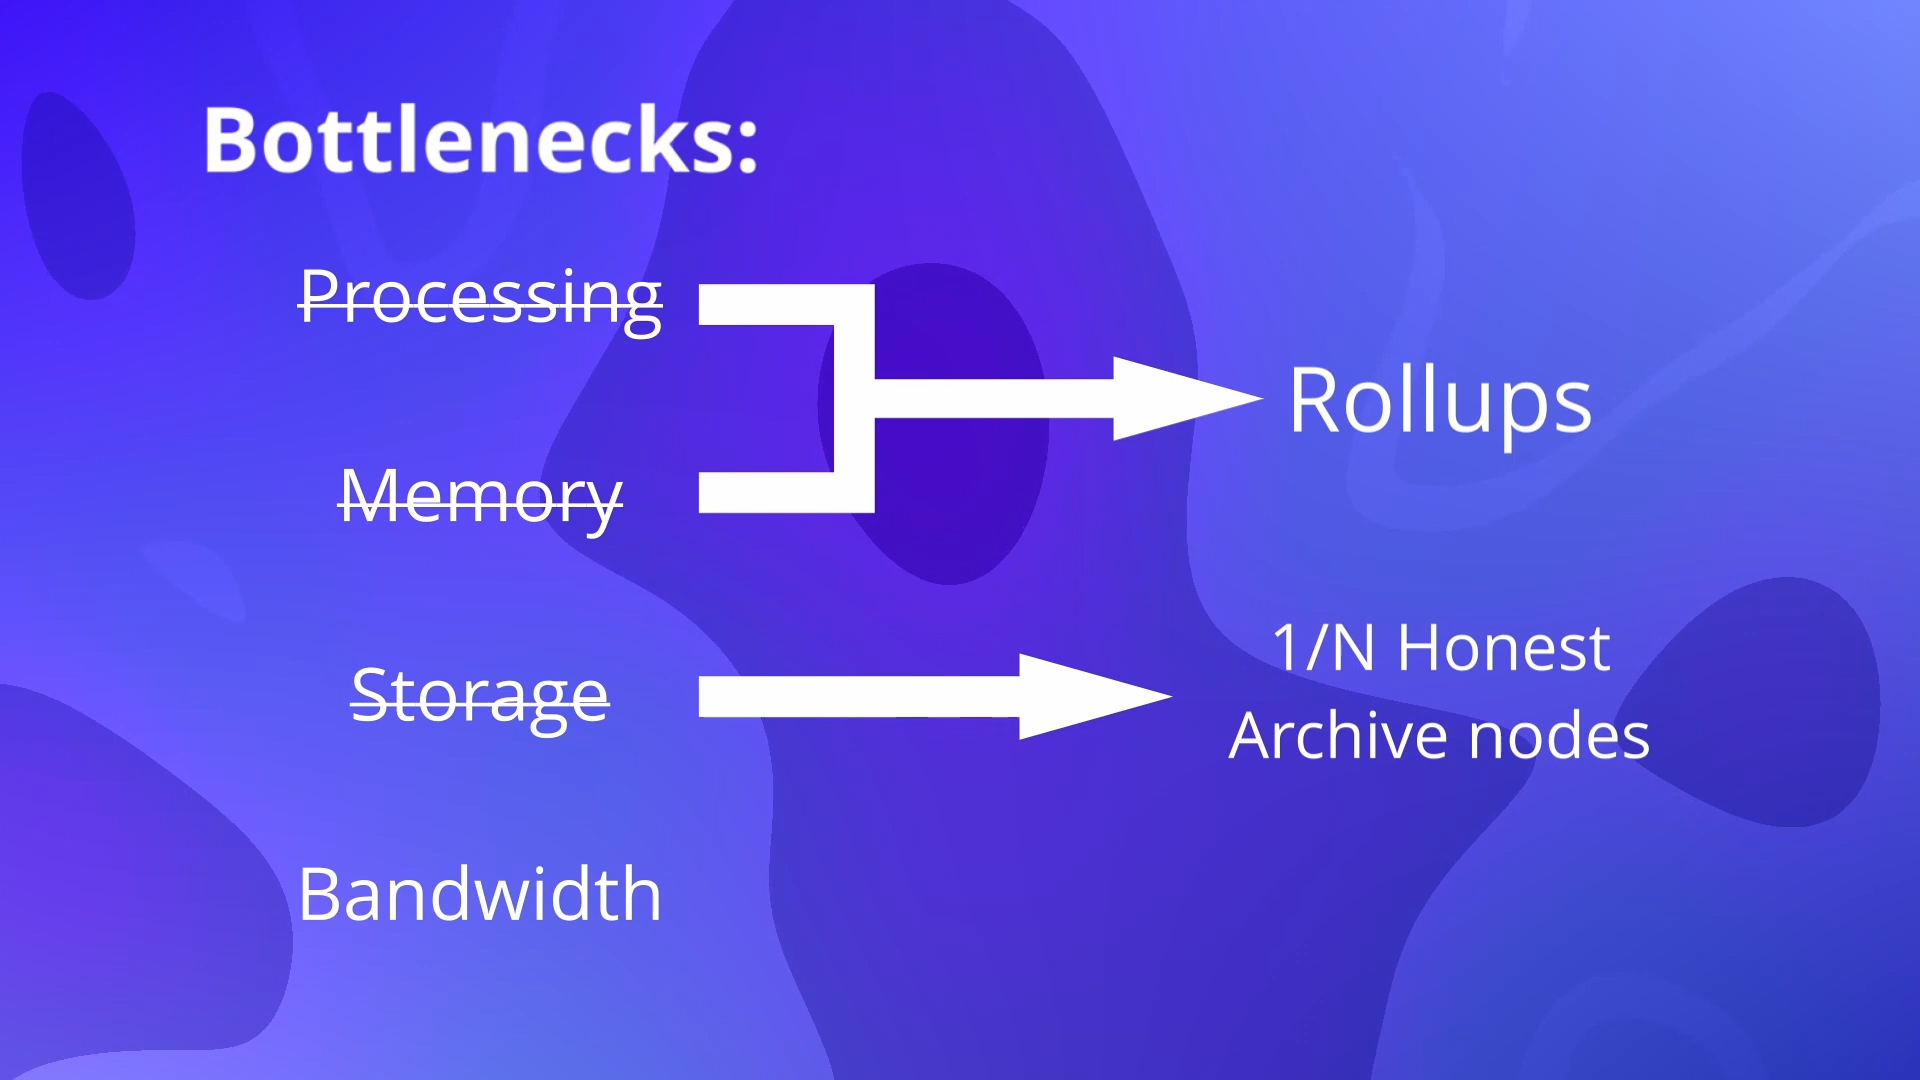 Bottlenecks:
Processing
Memory
Rollups
Storage
1/N Honest
Archive nodes
Bandwidth